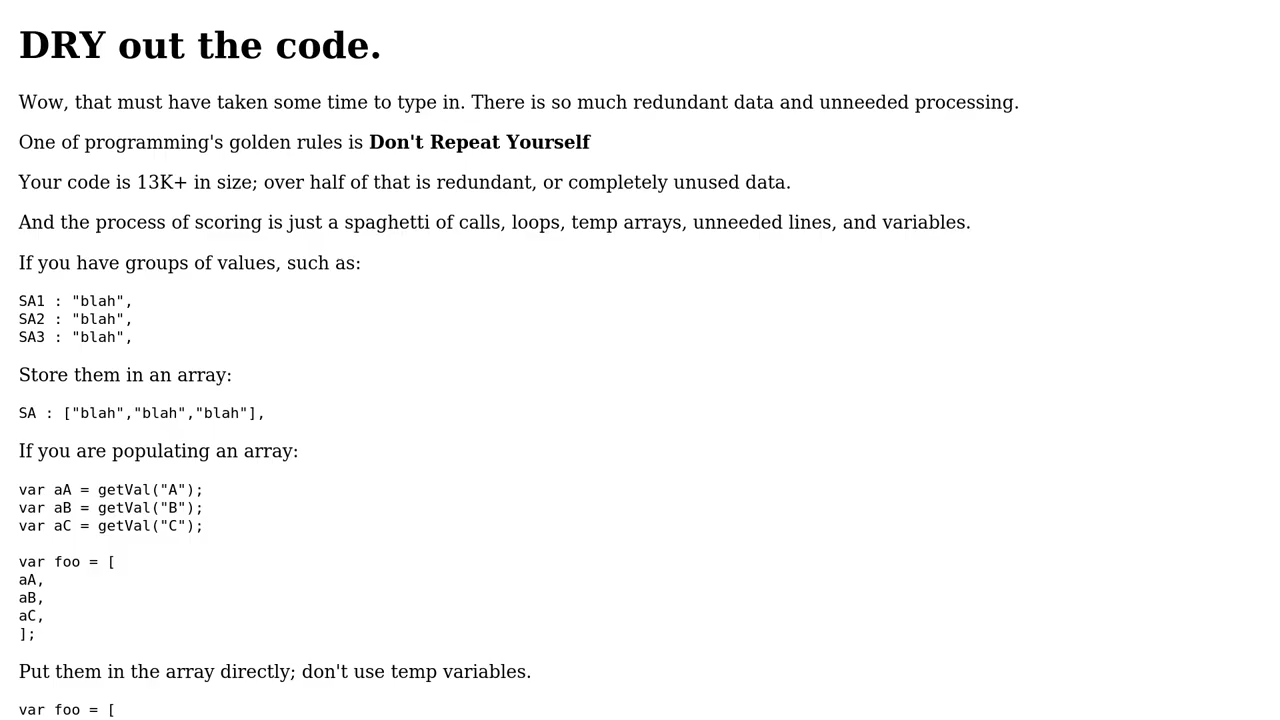 DRY out the code.
Wow, that must have taken some time to type in. There is so much redundant data and unneeded processing.
One of programming's golden rules is Don't Repeat Yourself
Your code is 13K+ in size; over half of that is redundant, or completely unused data.
And the process of scoring is just a spaghetti of calls, loops, temp arrays, unneeded lines, and variables.
If you have groups of values, such as:
SA1 : "blah",
SA2 : "blah",
SA3 : "blah",
Store them in an array:
SA : ["blah","blah","blah"],
If you are populating an array:
var aA = getVal("A");
var aB = getVal("B");
var aC = getVal("C");
var foo = [
aA,
aB,
aC,
];
Put them in the array directly; don't use temp variables.
var foo = [